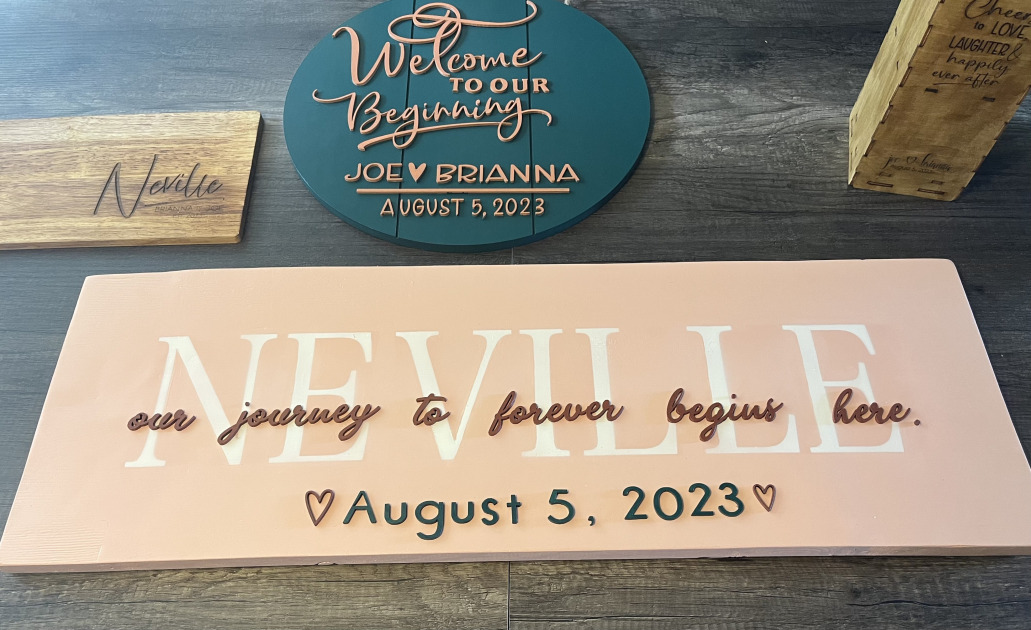 Welcome
TO OUR
Beginning
JOE♥BRIANNA
AUGUST 5, 2023
Cheers
to LOVE
LAUGHTER &
happily
ever after
Neville
NEVILLE
our journey to forever begins here.
♡August 5, 2023♡